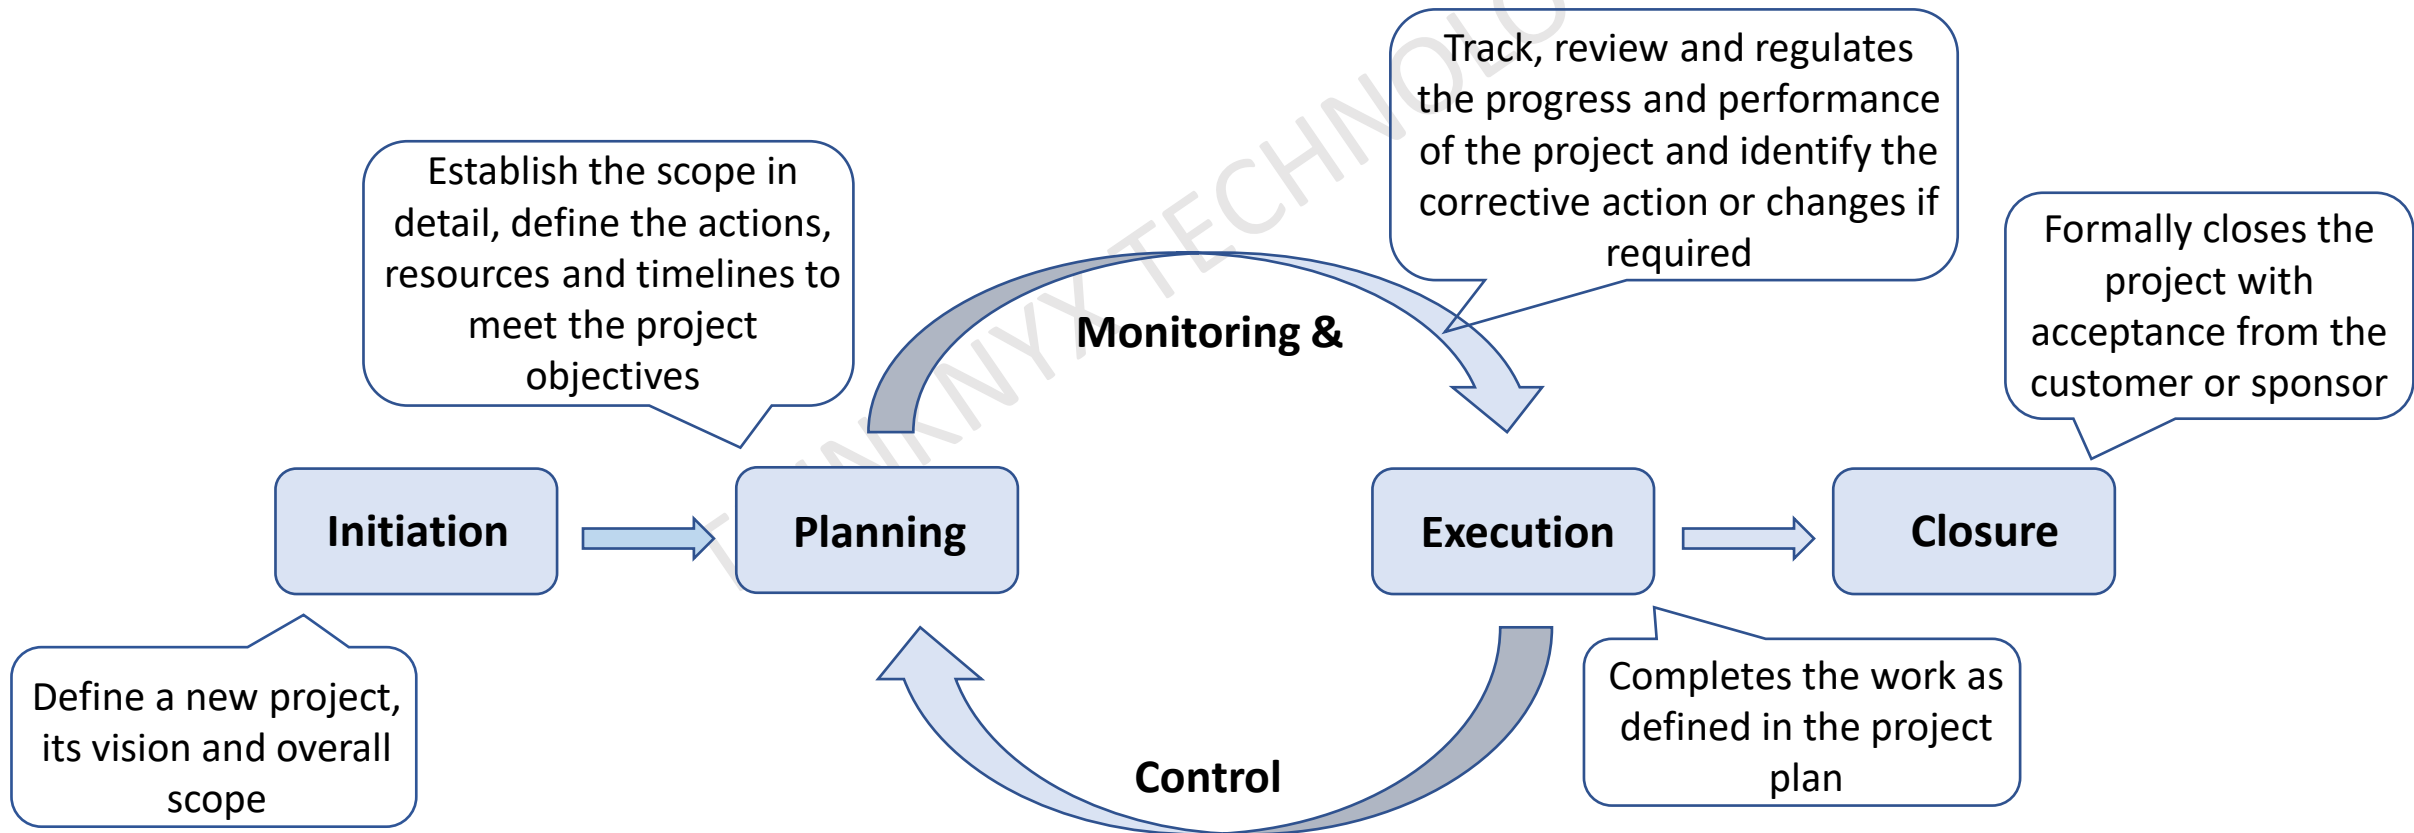 Track, review and regulates
the progress and performance
of the project and identify the
corrective action or changes if
required
Establish the scope in
detail, define the actions,
resources and timelines to
meet the project
objectives
Formally closes the
project with
acceptance from the
customer or sponsor
Monitoring &
Initiation
Planning
Execution
Closure
Define a new project,
its vision and overall
scope
Control
Completes the work as
defined in the project
plan